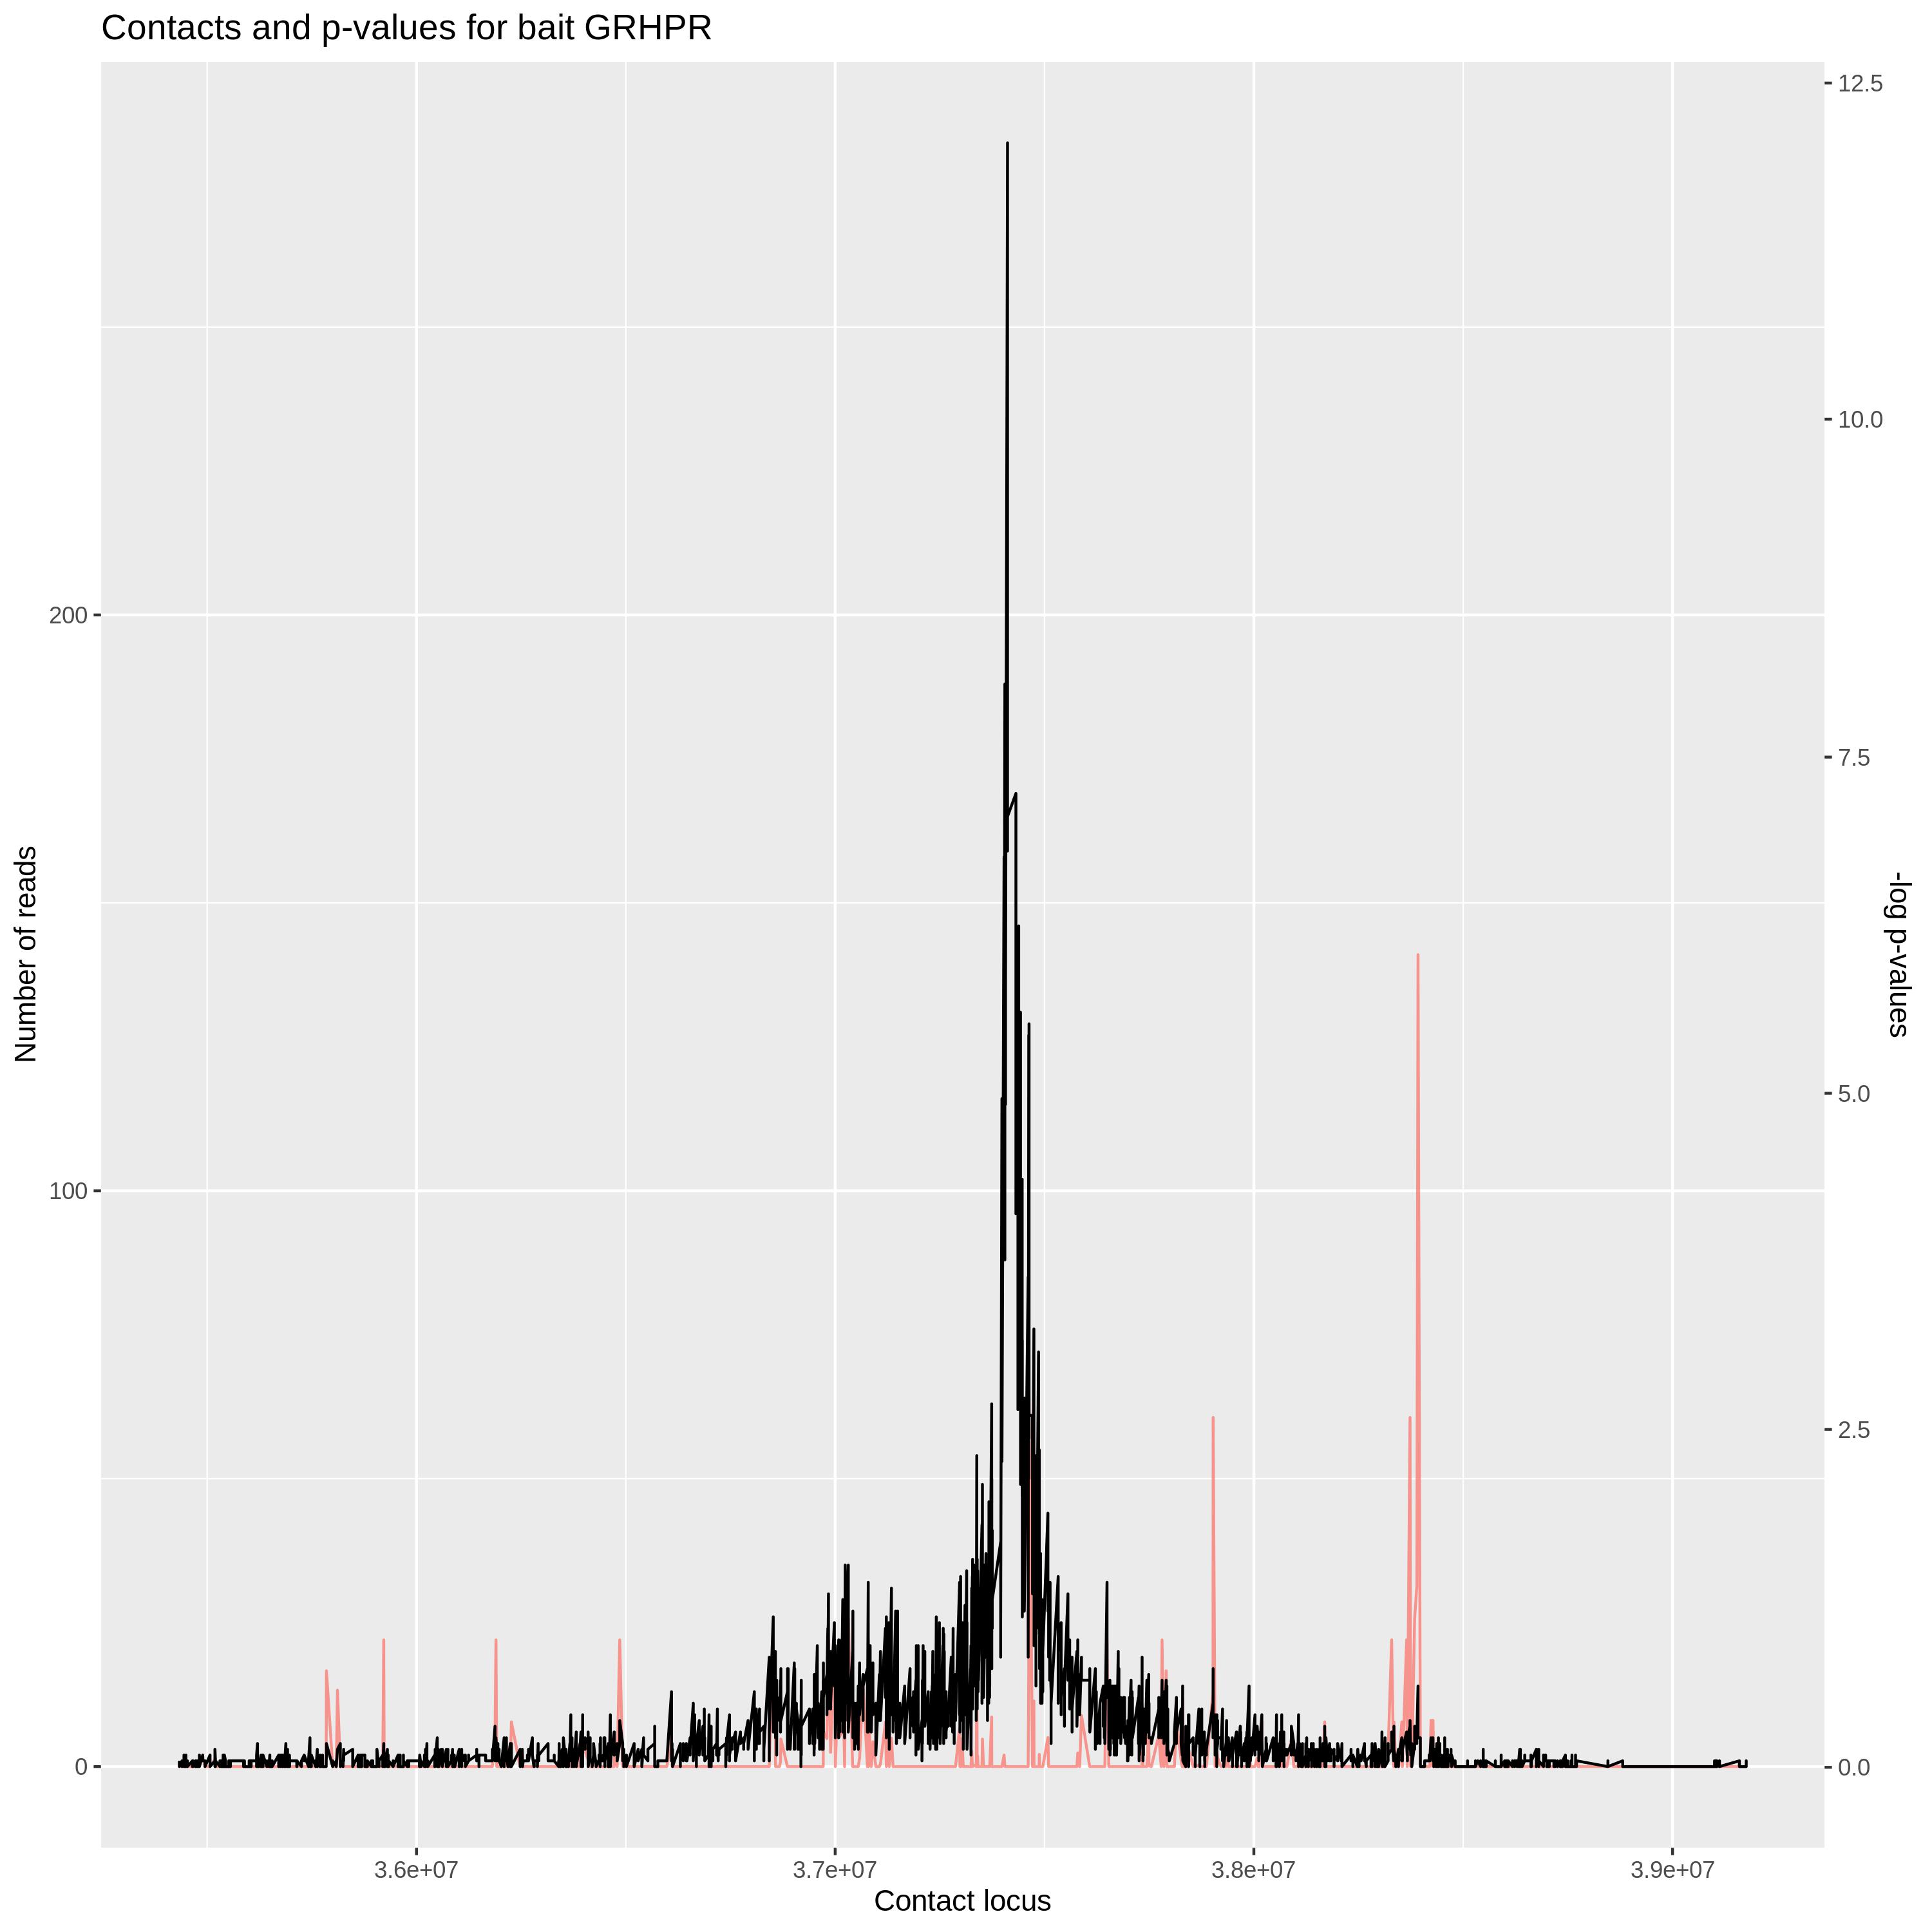 Contacts and p-values for bait GRHPR
12.5
10.0
200
7.5
Number of reads
-log p-values
100
5.0
2.5
0
0.0
3.6e+07
3.7e+07
3.8e+07
3.9e+07
Contact locus